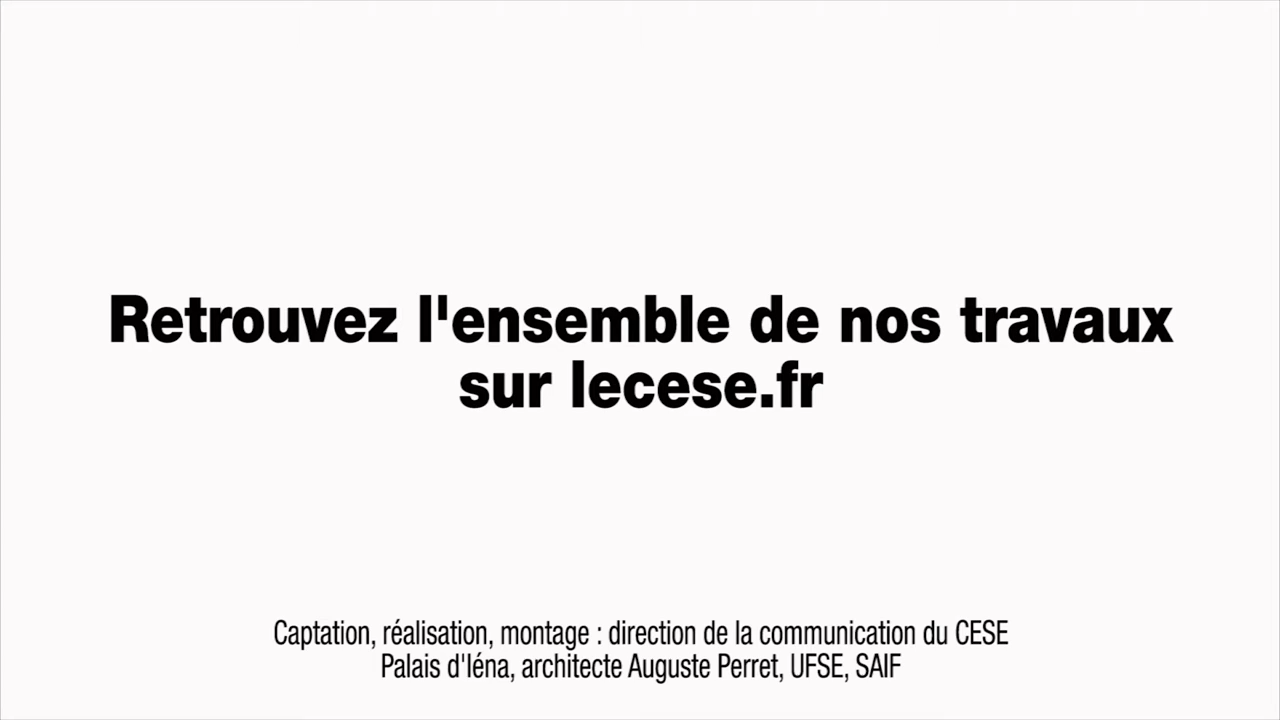 Retrouvez l'ensemble de nos travaux
sur lecese.fr
Captation, réalisation, montage : direction de la communication du CESE
Palais d'Iéna, architecte Auguste Perret, UFSE, SAIF